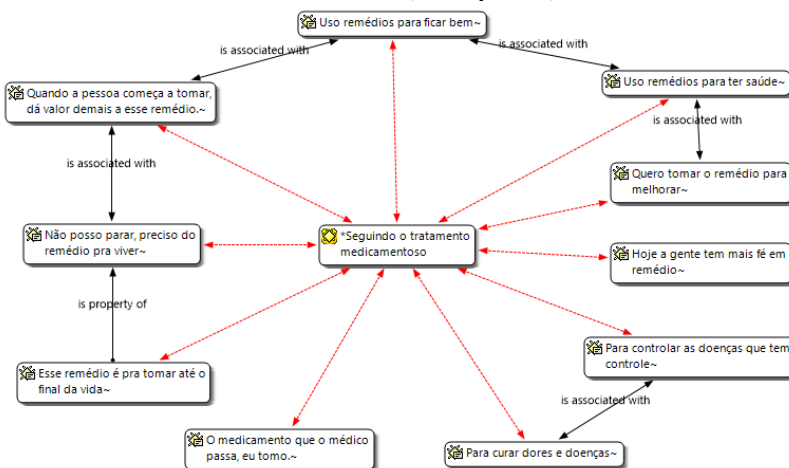 Uso remédios para ficar bem~
is associated with
is associated with
Quando a pessoa começa a tomar,
dá valor demais a esse remédio.~
Uso remédios para ter saúde~
is associated with
is associated with
Quero tomar o remédio para
melhorar~
Não posso parar, preciso do
remédio pra viver~
*Seguindo o tratamento
medicamentoso
Hoje a gente tem mais fé em
remédio~
is property of
Para controlar as doenças que tem
controle~
Esse remédio é pra tomar até o
final da vida~
is associated with
O medicamento que o médico
passa, eu tomo.~
Para curar dores e doenças~